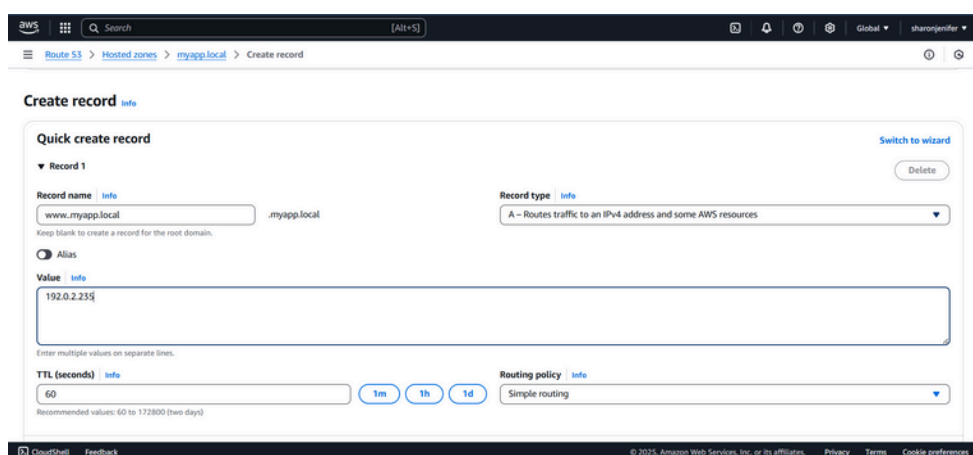 aws Search [Alt+S] Global sharonjenifer
Route 53 > Hosted zones > myapp.local > Create record
Create record Info
Quick create record Switch to wizard
Record 1 Delete
Record name Info Record type Info
www..myapp.local .myapp.local A – Routes traffic to an IPv4 address and some AWS resources
Keep blank to create a record for the root domain.
Alias
Value Info
192.0.2.235
Enter multiple values on separate lines.
TTL (seconds) Info Routing policy Info
60 1m 1h 1d Simple routing
Recommended values: 60 to 172800 (two days)
CloudShell Feedback © 2025, Amazon Web Services, Inc. or its affiliates. Privacy Terms Cookie preferences